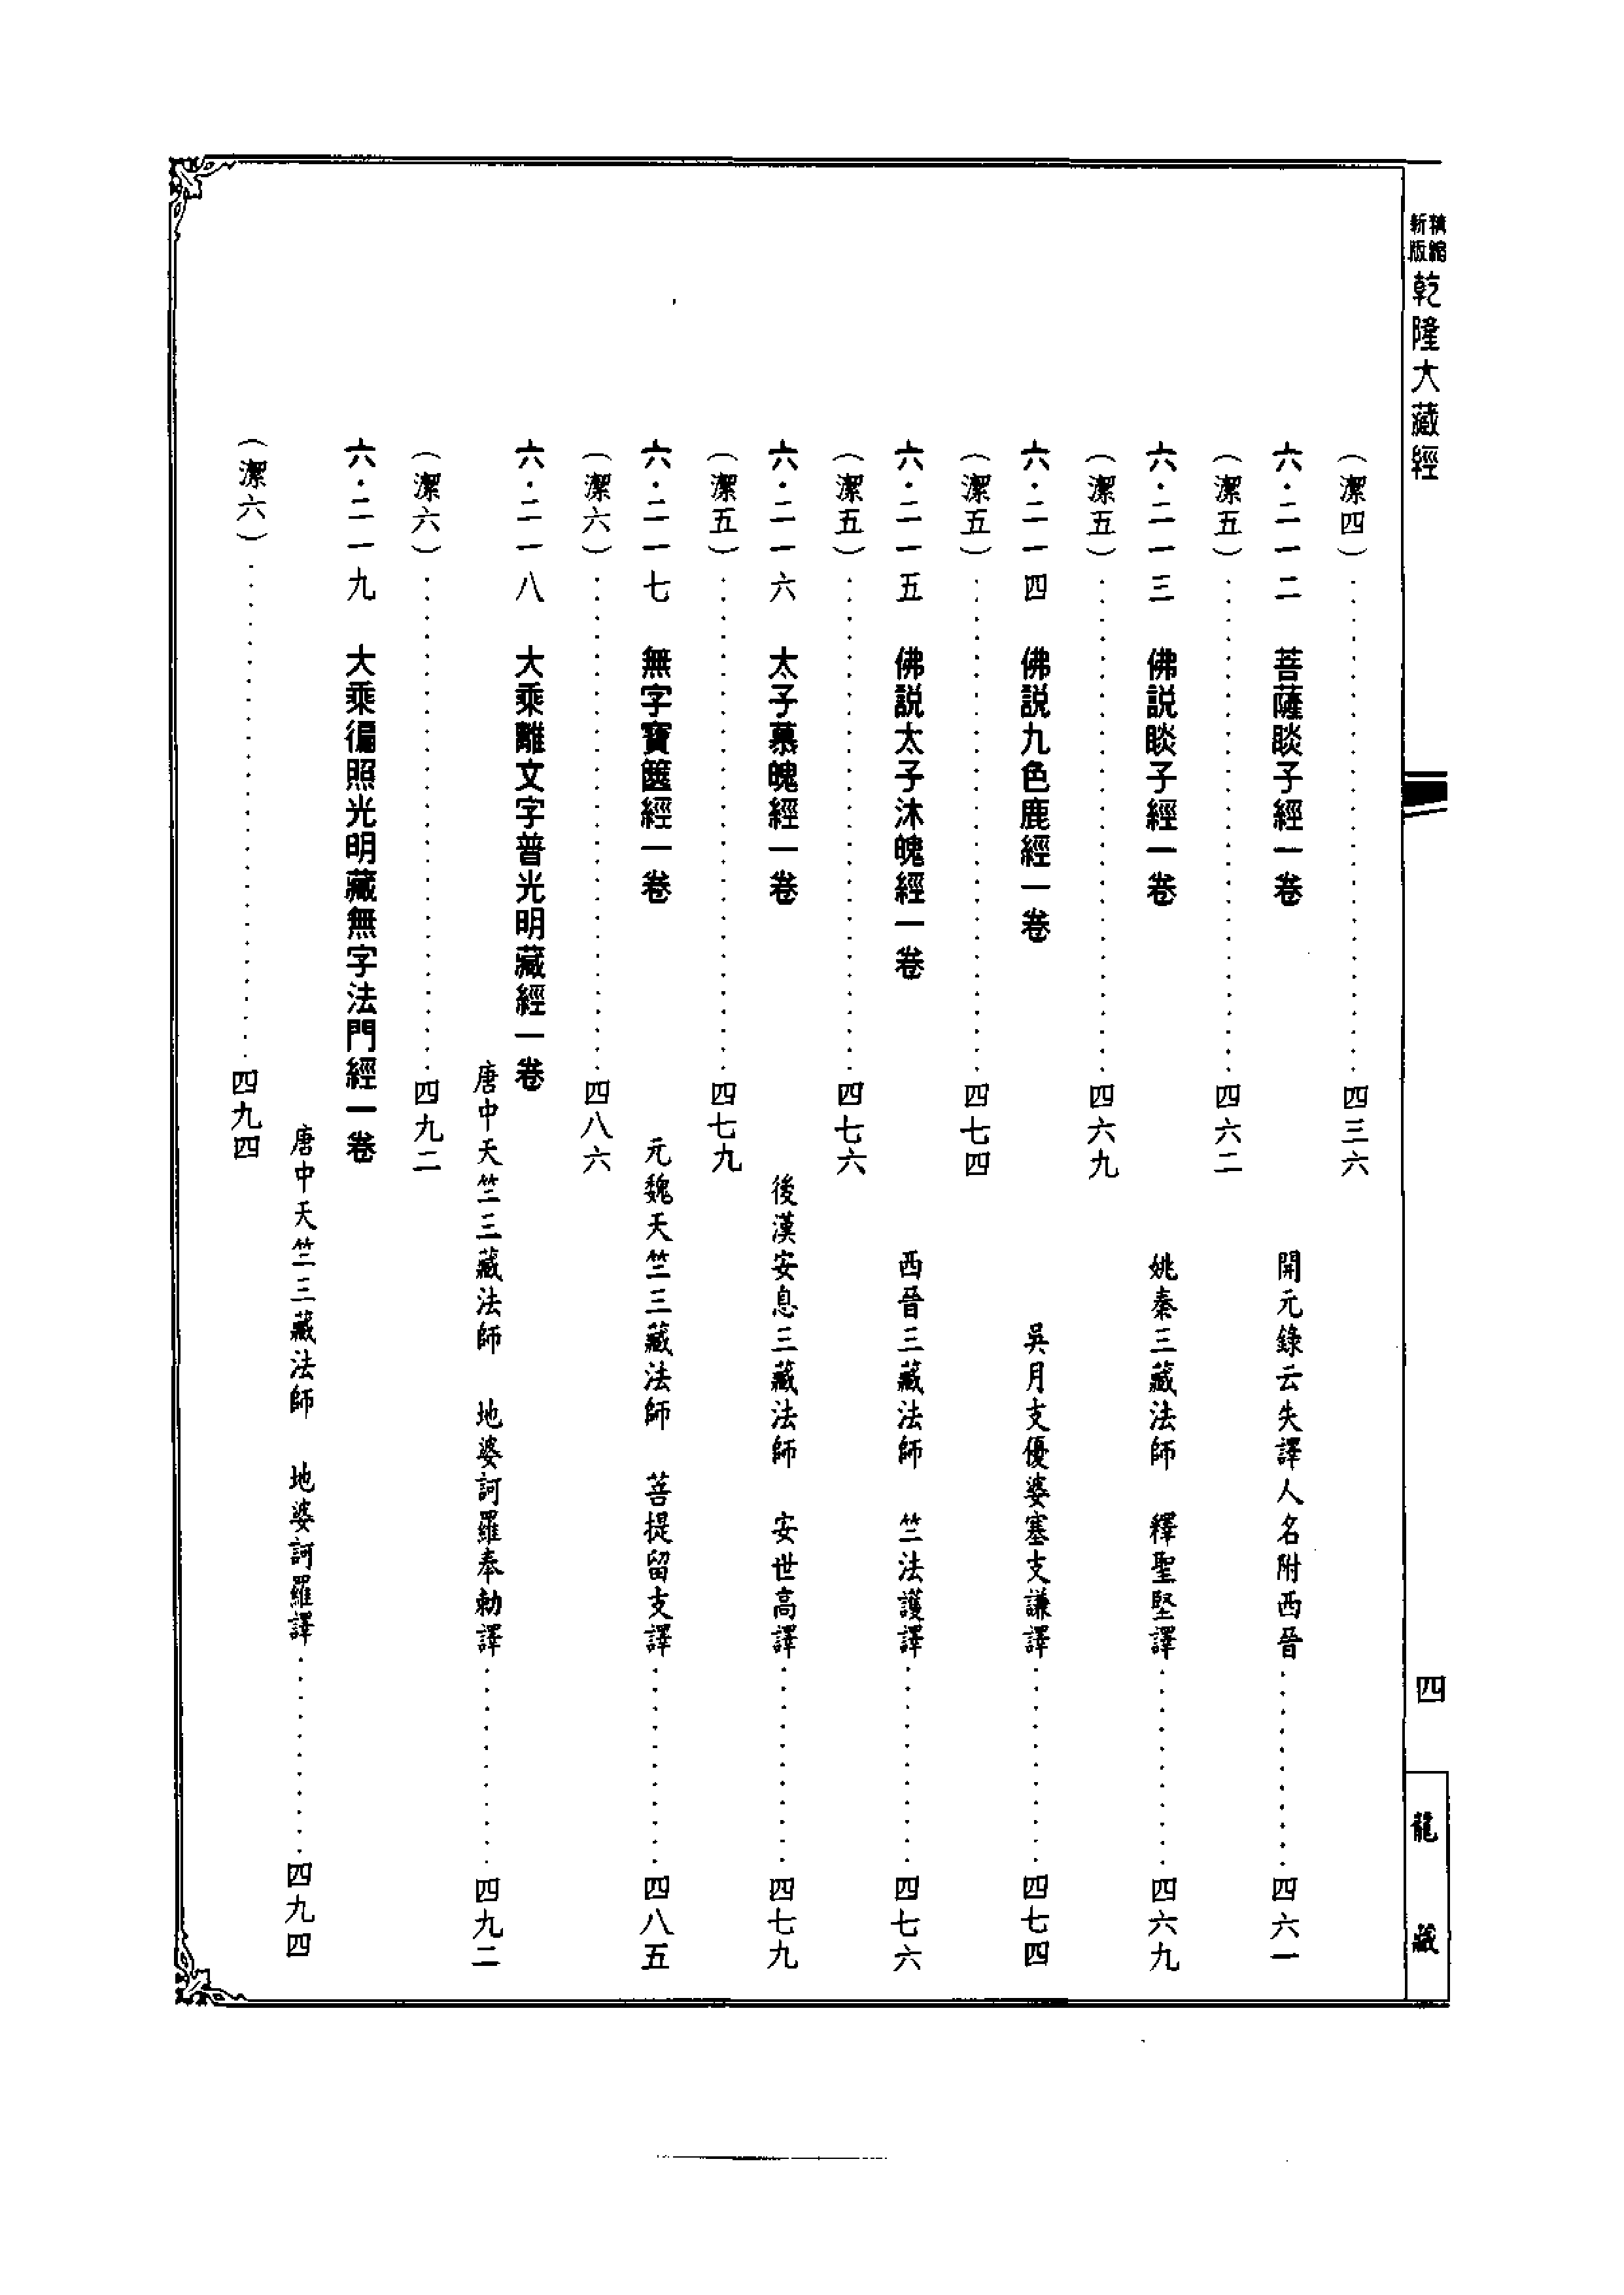 精縮
新版
乾隆大藏經
四
龍藏
(潔四)……四三六
六·二一二 菩薩睒子經一卷 開元錄云失譯人名附西晉……四六一
(潔五)……四六二
六·二一三 佛說睒子經一卷 姚秦三藏法師 釋聖堅譯……四六九
(潔五)……四六九
六·二一四 佛說九色鹿經一卷 吳月支優婆塞支謙譯……四七四
(潔五)……四七四
六·二一五 佛說太子沐魄經一卷 西晉三藏法師 竺法護譯……四七六
(潔五)……四七六
六·二一六 太子慕魄經一卷 後漢安息三藏法師 安世高譯……四七九
(潔五)……四七九
六·二一七 無字寶篋經一卷 元魏天竺三藏法師 菩提留支譯……四八五
(潔六)……四八六
六·二一八 大乘離文字普光明藏經一卷
唐中天竺三藏法師 地婆訶羅奉勅譯……四九二
(潔六)……四九二
六·二一九 大乘徧照光明藏無字法門經一卷
唐中天竺三藏法師 地婆訶羅譯……四九四
(潔六)……四九四